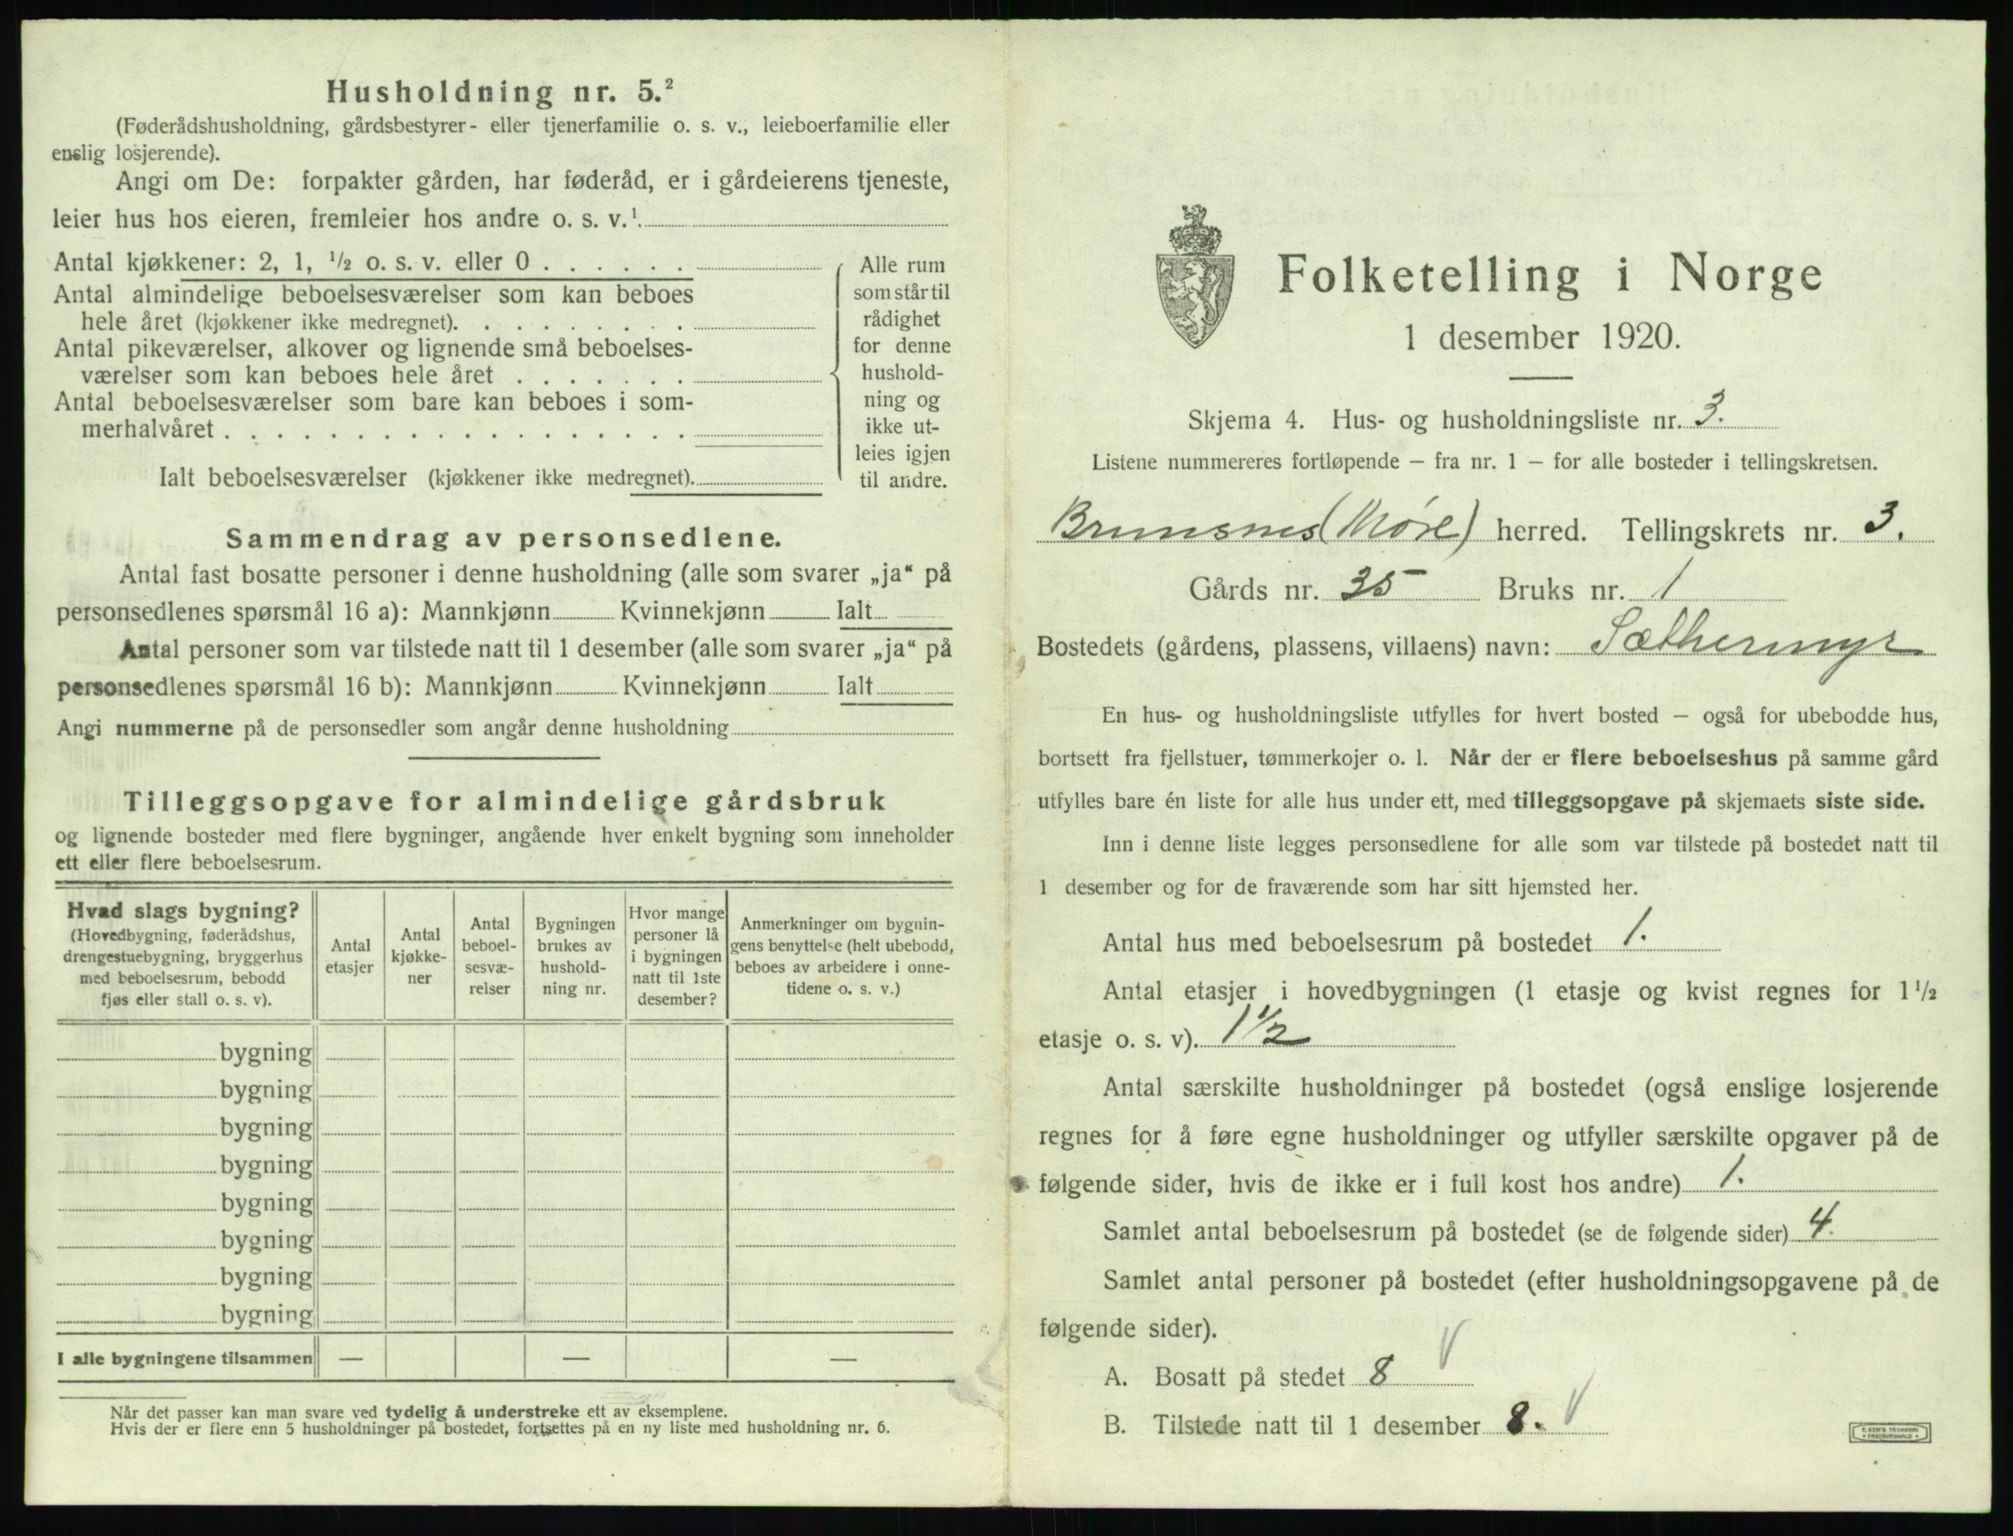 Husholdning nr. 5.²
(Føderådshusholdning, gårdsbestyrer- eller tjenerfamilie o. s. v., leieboerfamilie eller
enslig losjerende).
Angi om De: forpakter gården, har føderåd, er i gårdeierens tjeneste,
leier hus hos eieren, fremleier hos andre o. s. v.¹
Antal kjøkkener: 2, 1, ½ o. s. v. eller 0 . . . . . .
Antal almindelige beboelsesværelser som kan beboes
hele året (kjøkkener ikke medregnet). . . . . . . . .
Antal pikeværelser, alkover og lignende små beboelses-
værelser som kan beboes hele året . . . . . . .
Antal beboelsesværelser som bare kan beboes i som-
merhalvåret . . . . . . . . . . . . . . . . . .
Ialt beboelsesværelser (kjøkkener ikke medregnet).
Alle rum
som står til
rådighet
for denne
hushold-
ning og
ikke ut-
leies igjen
til andre.
Sammendrag av personsedlene.
Antal fast bosatte personer i denne husholdning (alle som svarer „ja“ på
personsedlenes spørsmål 16 a): Mannkjønn Kvinnekjønn Ialt
Antal personer som var tilstede natt til 1 desember (alle som svarer „ja“ på
personsedlenes spørsmål 16 b): Mannkjønn Kvinnekjønn Ialt
Angi nummerne på de personsedler som angår denne husholdning
Tilleggsopgave for almindelige gårdsbruk
og lignende bosteder med flere bygninger, angående hver enkelt bygning som inneholder
ett eller flere beboelsesrum.
Hvad slags bygning?
(Hovedbygning, føderådshus,
drengestuebygning, bryggerhus
med beboelsesrum, bebodd
fjøs eller stall o. s. v).
Antal
etasjer
Antal
kjøkke-
ner
Antal
beboel-
sesvæ-
relser
Bygningen
brukes av
hushold-
ning nr.
Hvor mange
personer lå
i bygningen
natt til 1ste
desember?
Anmerkninger om bygnin-
gens benyttelse (helt ubebodd,
beboes av arbeidere i onne-
tidene o. s. v.)
bygning
bygning
bygning
bygning
bygning
bygning
bygning
bygning
I alle bygningene tilsammen — — —
Når det passer kan man svare ved tydelig å understreke ett av eksemplene.
Hvis der er flere enn 5 husholdninger på bostedet, fortsettes på en ny liste med husholdning nr. 6.
Folketelling i Norge
1 desember 1920.
Skjema 4. Hus- og husholdningsliste nr. 3.
Listene nummereres fortløpende – fra nr. 1 – for alle bosteder i tellingskretsen.
Bremsnes (Møre) herred. Tellingskrets nr. 3.
Gårds nr. 35 Bruks nr. 1
Bostedets (gårdens, plassens, villaens) navn: Sæthermyr
En hus- og husholdningsliste utfylles for hvert bosted – også for ubebodde hus,
bortsett fra fjellstuer, tømmerkojer o. l. Når der er flere beboelseshus på samme gård
utfylles bare én liste for alle hus under ett, med tilleggsopgave på skjemaets siste side.
Inn i denne liste legges personsedlene for alle som var tilstede på bostedet natt til
1 desember og for de fraværende som har sitt hjemsted her.
Antal hus med beboelsesrum på bostedet 1.
Antal etasjer i hovedbygningen (1 etasje og kvist regnes for 1½
etasje o. s. v). 1½
Antal særskilte husholdninger på bostedet (også enslige losjerende
regnes for å føre egne husholdninger og utfyller særskilte opgaver på de
følgende sider, hvis de ikke er i full kost hos andre) 1.
Samlet antal beboelsesrum på bostedet (se de følgende sider) 4.
Samlet antal personer på bostedet (efter husholdningsopgavene på de
følgende sider).
A. Bosatt på stedet 8 V
B. Tilstede natt til 1 desember 8. V